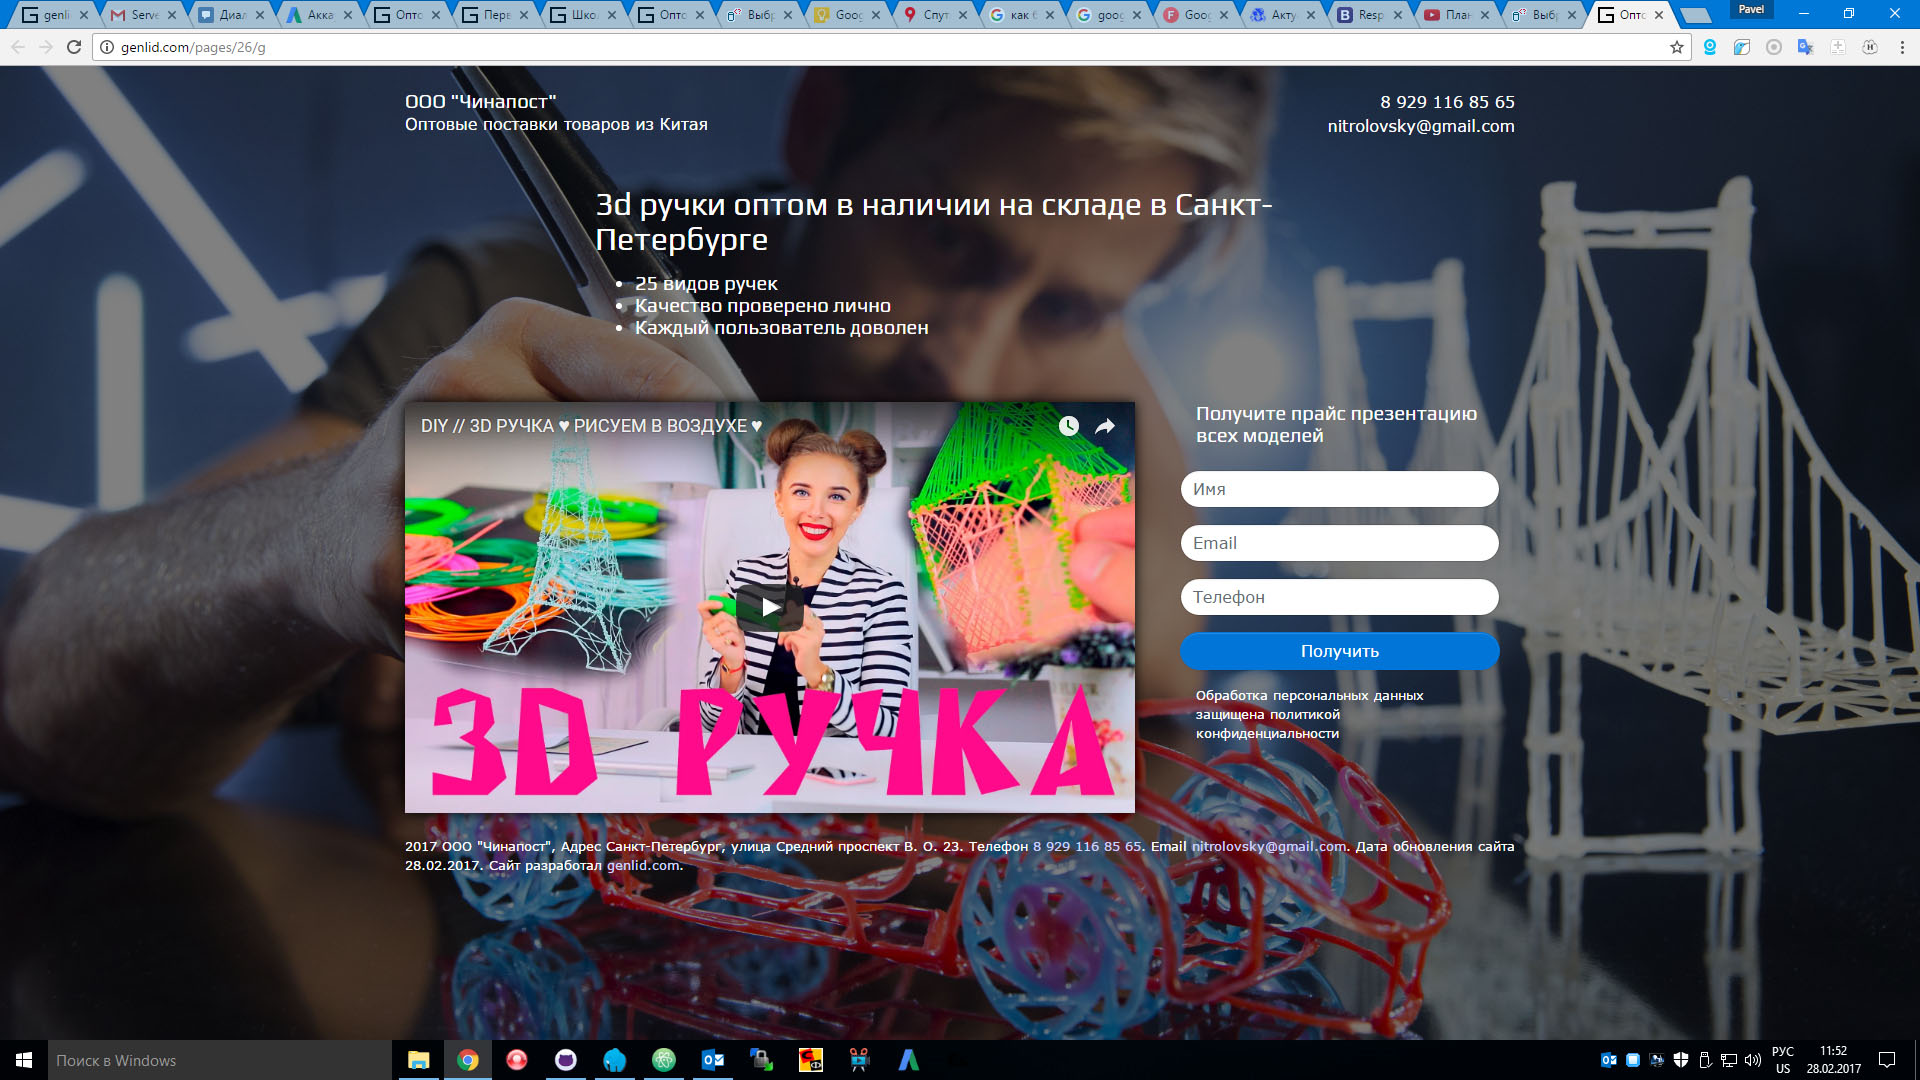 genli
Serve
Диал
Акка
Опто
Перв
Шко
Опто
Выбр
Goog
Спут
как б
goog
Goog
Акту
Resp
План
Выбр
Опто
Pavel
genlid.com/pages/26/g
ООО "Чинапост"
Оптовые поставки товаров из Китая
8 929 116 85 65
nitrolovsky@gmail.com
3d ручки оптом в наличии на складе в Санкт-
Петербурге
25 видов ручек
Качество проверено лично
Каждый пользователь доволен
DIY // 3D РУЧКА ♥ РИСУЕМ В ВОЗДУХЕ ♥
3D РУЧКА
Получите прайс презентацию
всех моделей
Имя
Email
Телефон
Получить
Обработка персональных данных
защищена политикой
конфиденциальности
2017 ООО "Чинапост", Адрес Санкт-Петербург, улица Средний проспект В. О. 23. Телефон 8 929 116 85 65. Email nitrolovsky@gmail.com. Дата обновления сайта
28.02.2017. Сайт разработал genlid.com.
Поиск в Windows
РУС
US
11:52
28.02.2017